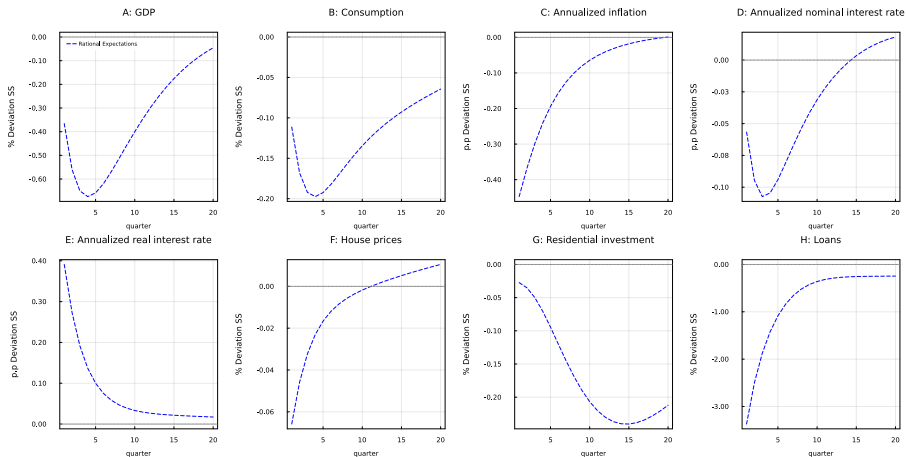 A: GDP
% Deviation SS
0.00
-0.10
-0.20
-0.30
-0.40
-0.50
-0.60
Rational Expectations
5
10
15
20
quarter
B: Consumption
% Deviation SS
0.00
-0.05
-0.10
-0.15
-0.20
5
10
15
20
quarter
C: Annualized inflation
p,p Deviation SS
0.00
-0.10
-0.20
-0.30
-0.40
5
10
15
20
quarter
D: Annualized nominal interest rate
p,p Deviation SS
0.00
-0.03
-0.05
-0.08
-0.10
5
10
15
20
quarter
E: Annualized real interest rate
p,p Deviation SS
0.40
0.30
0.20
0.10
0.00
5
10
15
20
quarter
F: House prices
% Deviation SS
0.00
-0.02
-0.04
-0.06
5
10
15
20
quarter
G: Residential investment
% Deviation SS
0.00
-0.05
-0.10
-0.15
-0.20
5
10
15
20
quarter
H: Loans
% Deviation SS
0.00
-1.00
-2.00
-3.00
5
10
15
20
quarter